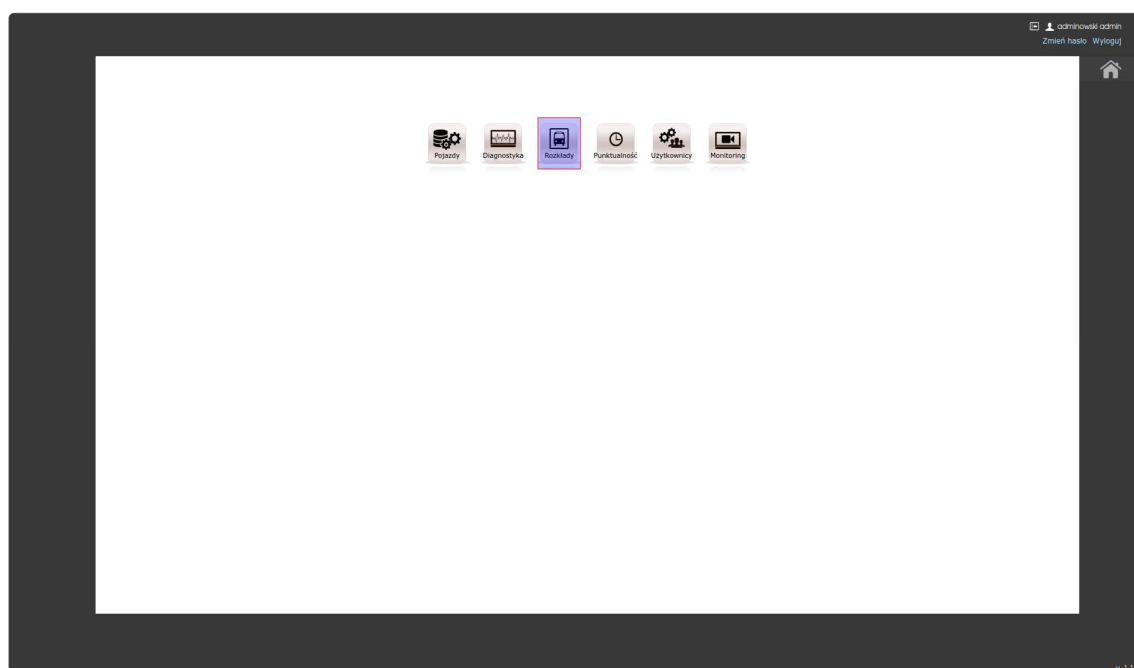 adminowski admin
Zmień hasło Wyloguj
Pojazdy Diagnostyka Rozkłady Punktualność Użytkownicy Monitoring